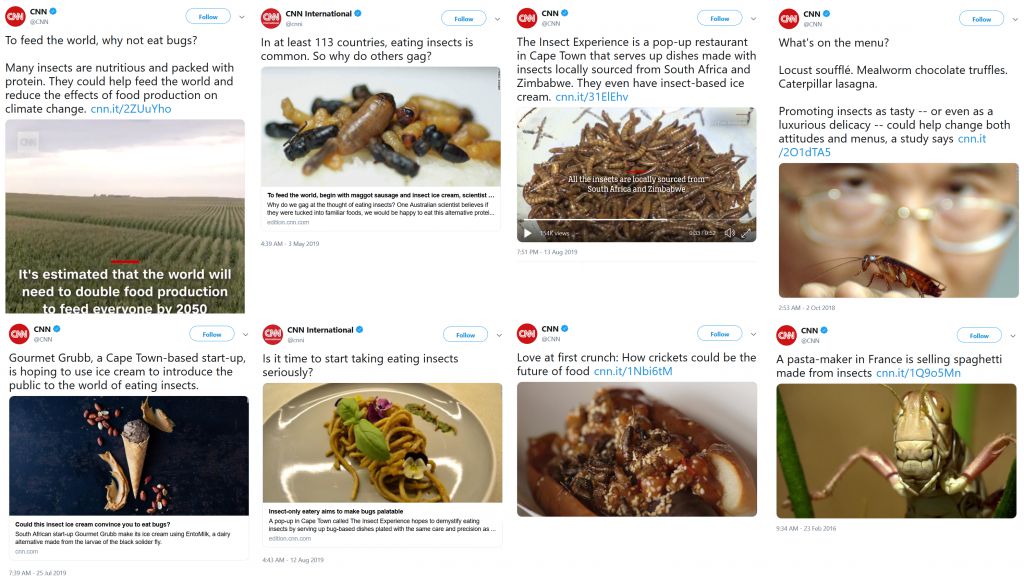 CNN
@CNN
Follow
To feed the world, why not eat bugs?
Many insects are nutritious and packed with
protein. They could help feed the world and
reduce the effects of food production on
climate change. cnn.it/2ZUuYho
CNN
It's estimated that the world will
need to double food production
to feed everyone by 2050
CNN International
@cnni
Follow
In at least 113 countries, eating insects is
common. So why do others gag?
To feed the world, begin with maggot sausage and insect ice cream, scientist ...
Why do we gag at the thought of eating insects? One Australian scientist believes if
they were tucked into familiar foods, we would be happy to eat this alternative protei...
edition.cnn.com
4:39 AM - 3 May 2019
CNN
@CNN
Follow
The Insect Experience is a pop-up restaurant
in Cape Town that serves up dishes made with
insects locally sourced from South Africa and
Zimbabwe. They even have insect-based ice
cream. cnn.it/31ElEhv
All the insects are locally sourced from
South Africa and Zimbabwe
154K views
0:33 / 0:52
7:51 PM - 13 Aug 2019
CNN
@CNN
Follow
What's on the menu?
Locust soufflé. Mealworm chocolate truffles.
Caterpillar lasagna.
Promoting insects as tasty -- or even as a
luxurious delicacy -- could help change both
attitudes and menus, a study says cnn.it
/2O1dTA5
2:53 AM - 2 Oct 2018
CNN
@CNN
Follow
Gourmet Grubb, a Cape Town-based start-up,
is hoping to use ice cream to introduce the
public to the world of eating insects.
Could this insect ice cream convince you to eat bugs?
South African start-up Gourmet Grubb make its ice cream using EntoMilk, a dairy
alternative made from the larvae of the black soldier fly.
cnn.com
7:39 AM - 25 Jul 2019
CNN International
@cnni
Follow
Is it time to start taking eating insects
seriously?
Insect-only eatery aims to make bugs palatable
A pop-up in Cape Town called The Insect Experience hopes to demystify eating
insects by serving up bug-based dishes plated with the same care and precision as ...
edition.cnn.com
4:43 AM - 12 Aug 2019
CNN
@CNN
Follow
Love at first crunch: How crickets could be the
future of food cnn.it/1Nbi6tM
CNN
@CNN
Follow
A pasta-maker in France is selling spaghetti
made from insects cnn.it/1Q9o5Mn
9:34 AM - 23 Feb 2016